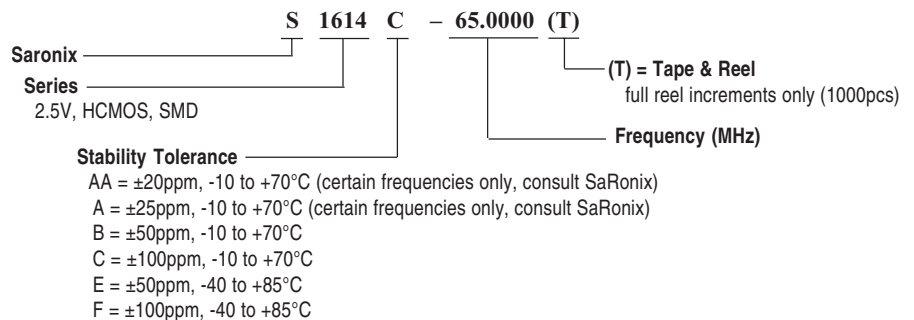 S 1614 C – 65.0000 (T)
Saronix
(T) = Tape & Reel
Series
full reel increments only (1000pcs)
2.5V, HCMOS, SMD
Frequency (MHz)
Stability Tolerance
AA = ±20ppm, -10 to +70°C (certain frequencies only, consult SaRonix)
A = ±25ppm, -10 to +70°C (certain frequencies only, consult SaRonix)
B = ±50ppm, -10 to +70°C
C = ±100ppm, -10 to +70°C
E = ±50ppm, -40 to +85°C
F = ±100ppm, -40 to +85°C